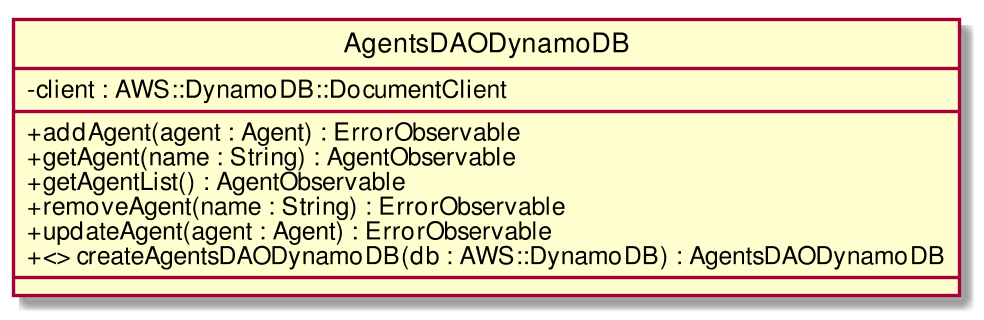 AgentsDAODynamoDB
-client : AWS::DynamoDB::DocumentClient
+addAgent(agent : Agent) : ErrorObservable
+getAgent(name : String) : AgentObservable
+getAgentList() : AgentObservable
+removeAgent(name : String) : ErrorObservable
+updateAgent(agent : Agent) : ErrorObservable
+<> createAgentsDAODynamoDB(db : AWS::DynamoDB) : AgentsDAODynamoDB